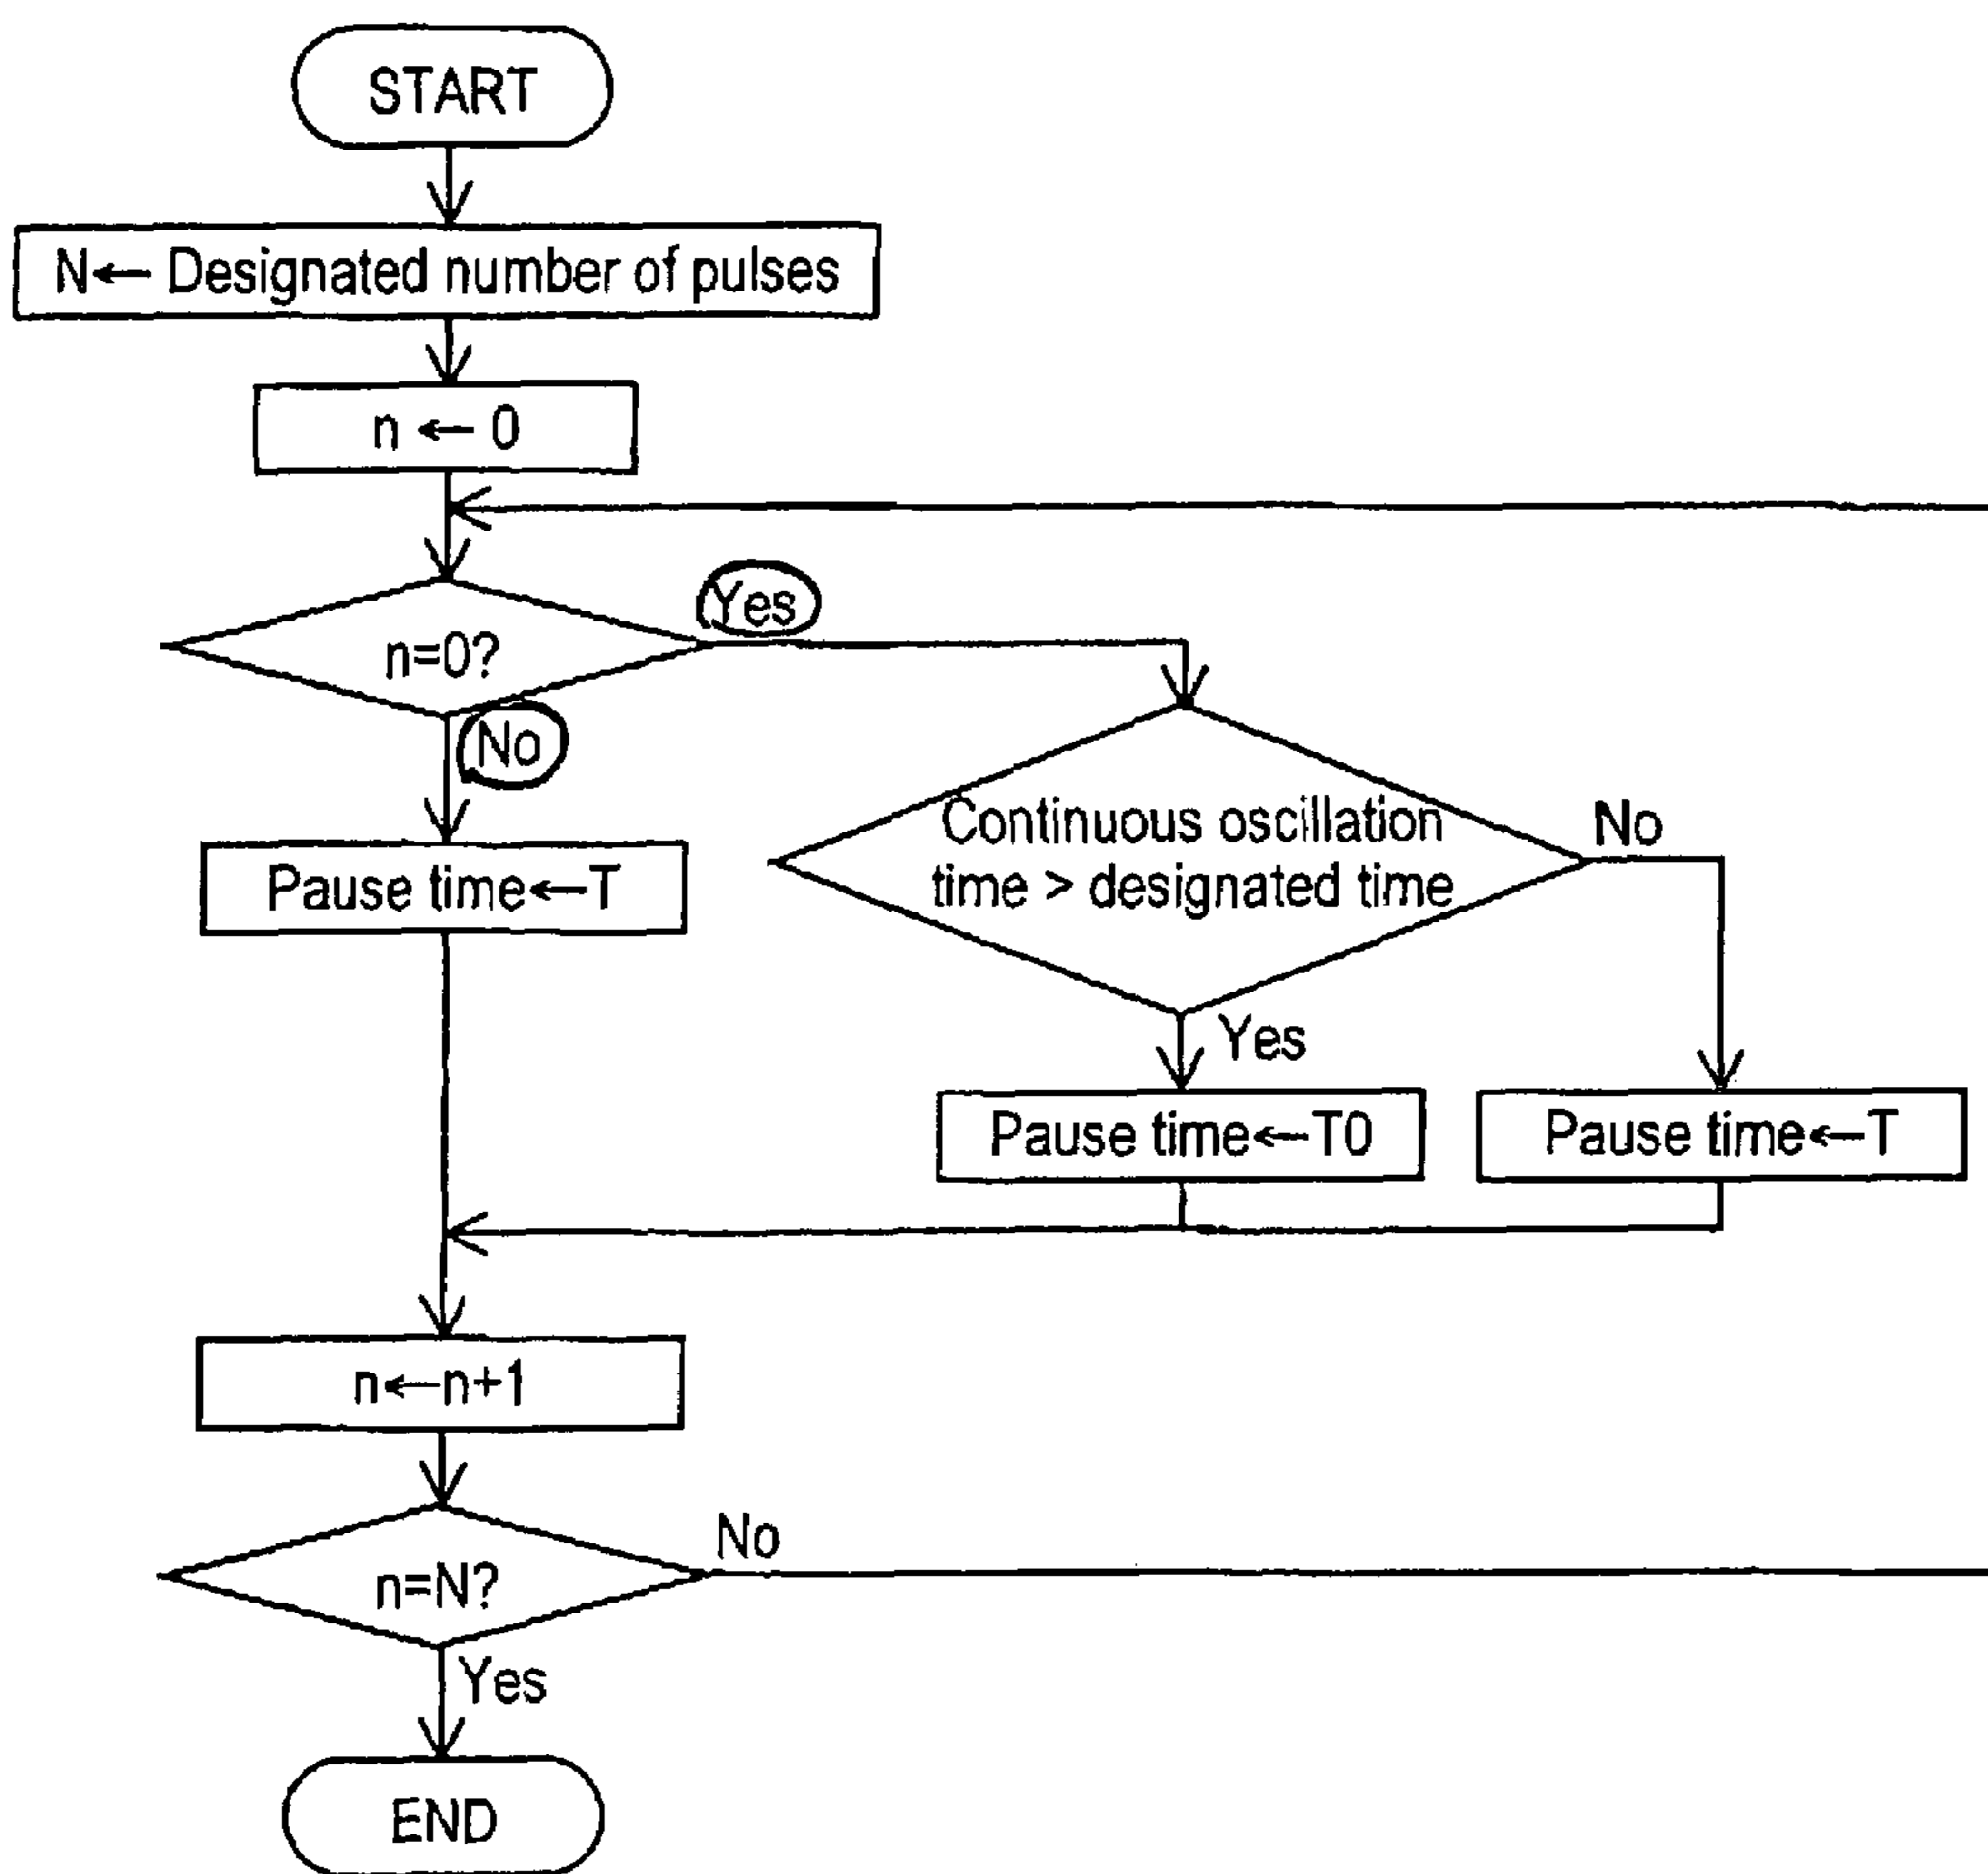 START
N← Designated number of pulses
n ← 0
n=0?
Yes
No
Pause time←T
Continuous oscillation
time > designated time
No
Yes
Pause time←T0
Pause time←T
n←n+1
n=N?
No
Yes
END